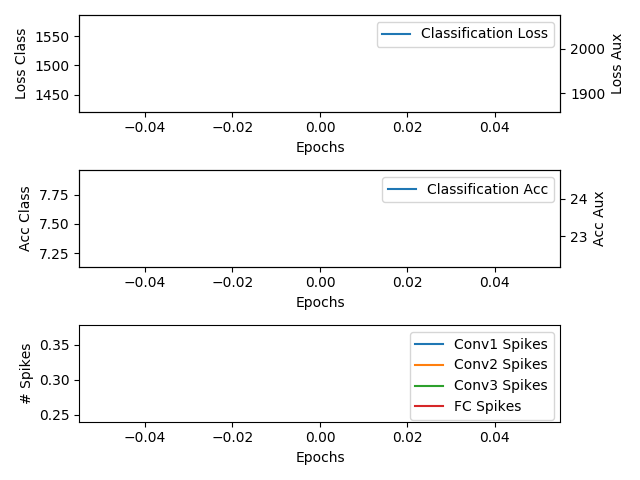 Classification Loss
Loss Class
1550
1500
1450
2000
1900
Loss Aux
−0.04 −0.02 0.00 0.02 0.04
Epochs
Classification Acc
Acc Class
7.75
7.50
7.25
24
23
Acc Aux
−0.04 −0.02 0.00 0.02 0.04
Epochs
Conv1 Spikes
Conv2 Spikes
Conv3 Spikes
FC Spikes
# Spikes
0.35
0.30
0.25
−0.04 −0.02 0.00 0.02 0.04
Epochs